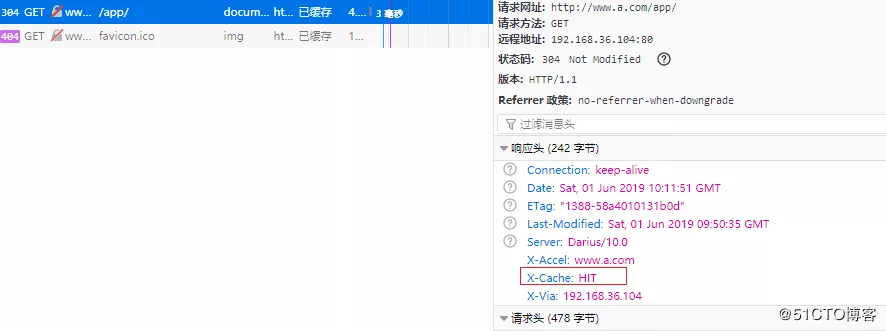 304 GET ww... /app/ docum... ht... 已缓存 4.... 3 毫秒
404 GET ww... favicon.ico img ht... 已缓存 1...
请求网址: http://www.a.com/app/
请求方法: GET
远程地址: 192.168.36.104:80
状态码: 304 Not Modified ?
版本: HTTP/1.1
Referrer 政策: no-referrer-when-downgrade
过滤消息头
响应头 (242 字节)
? Connection: keep-alive
? Date: Sat, 01 Jun 2019 10:11:51 GMT
? ETag: "1388-58a4010131b0d"
? Last-Modified: Sat, 01 Jun 2019 09:50:35 GMT
? Server: Darius/10.0
X-Accel: www.a.com
X-Cache: HIT
X-Via: 192.168.36.104
请求头 (478 字节)
@51CTO博客